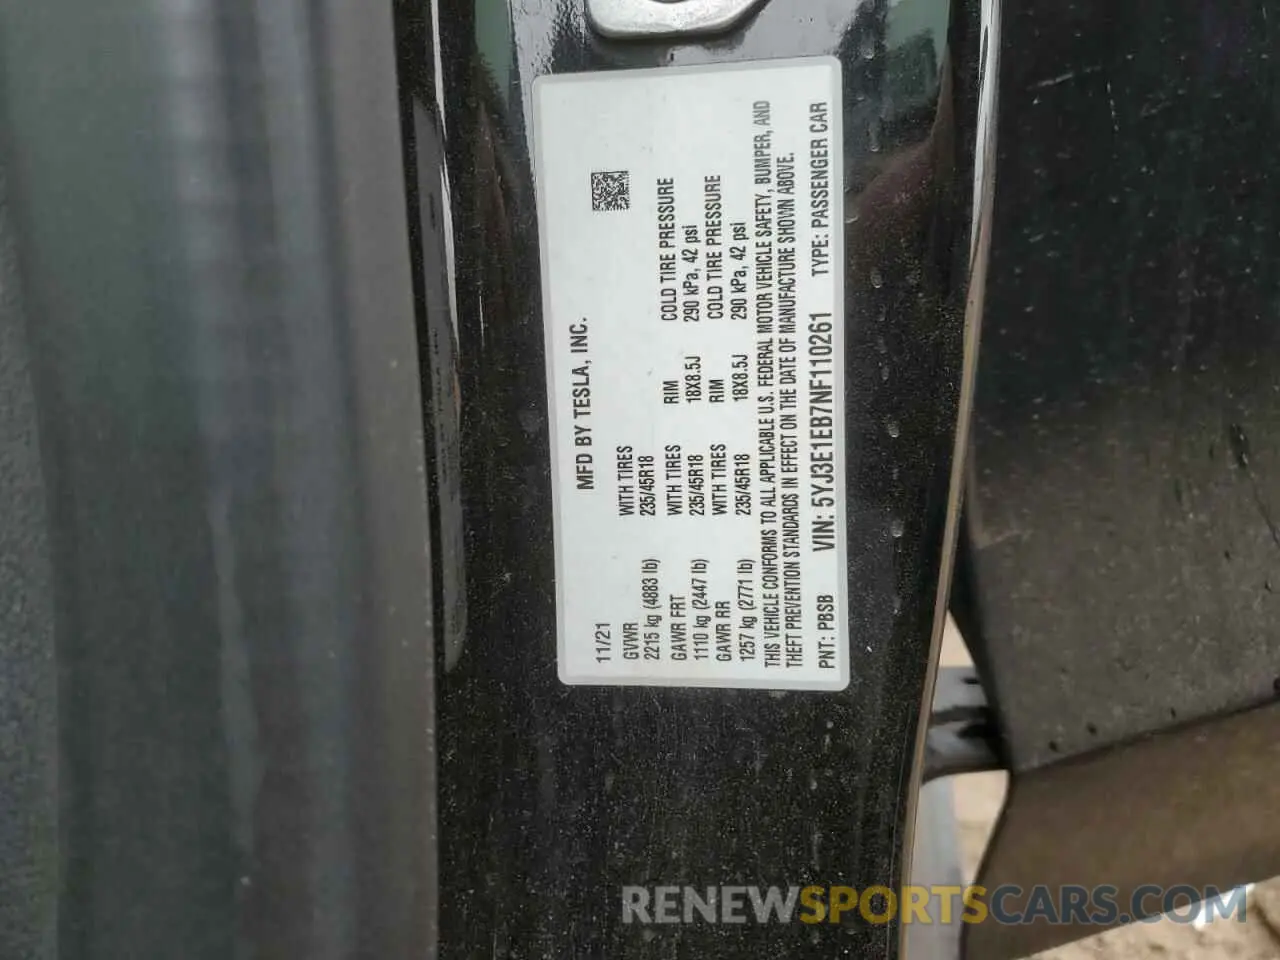 MFD BY TESLA, INC.
11/21
GVWR WITH TIRES
2215 kg (4883 lb) 235/45R18
GAWR FRT WITH TIRES RIM COLD TIRE PRESSURE
1110 kg (2447 lb) 235/45R18 18X8.5J 290 kPa, 42 psi
GAWR RR WITH TIRES RIM COLD TIRE PRESSURE
1257 kg (2771 lb) 235/45R18 18X8.5J 290 kPa, 42 psi
THIS VEHICLE CONFORMS TO ALL APPLICABLE U.S. FEDERAL MOTOR VEHICLE SAFETY, BUMPER, AND
THEFT PREVENTION STANDARDS IN EFFECT ON THE DATE OF MANUFACTURE SHOWN ABOVE.
PNT: PBSB VIN: 5YJ3E1EB7NF110261 TYPE: PASSENGER CAR
RENEWSPORTSCARS.COM